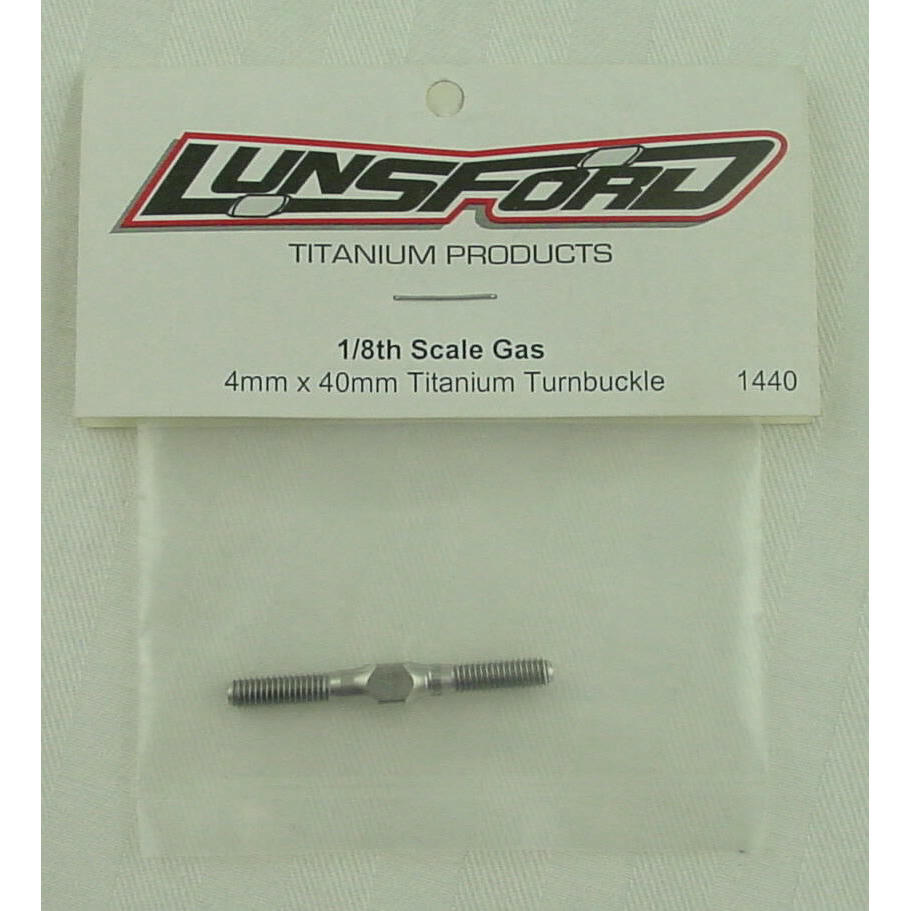 LUNSFORD
TITANIUM PRODUCTS
1/8th Scale Gas
4mm x 40mm Titanium Turnbuckle 1440